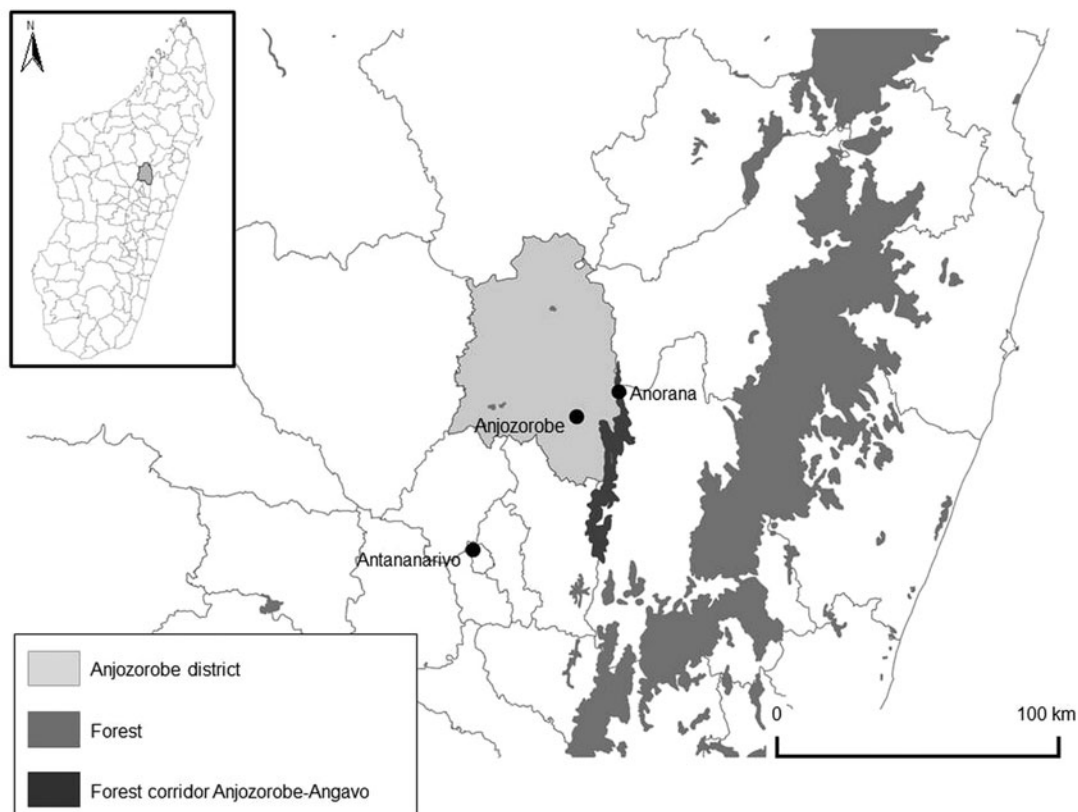 N
Anorana
Anjozorobe
Antananarivo
Anjozorobe district
Forest
Forest corridor Anjozorobe-Angavo
0 100 km